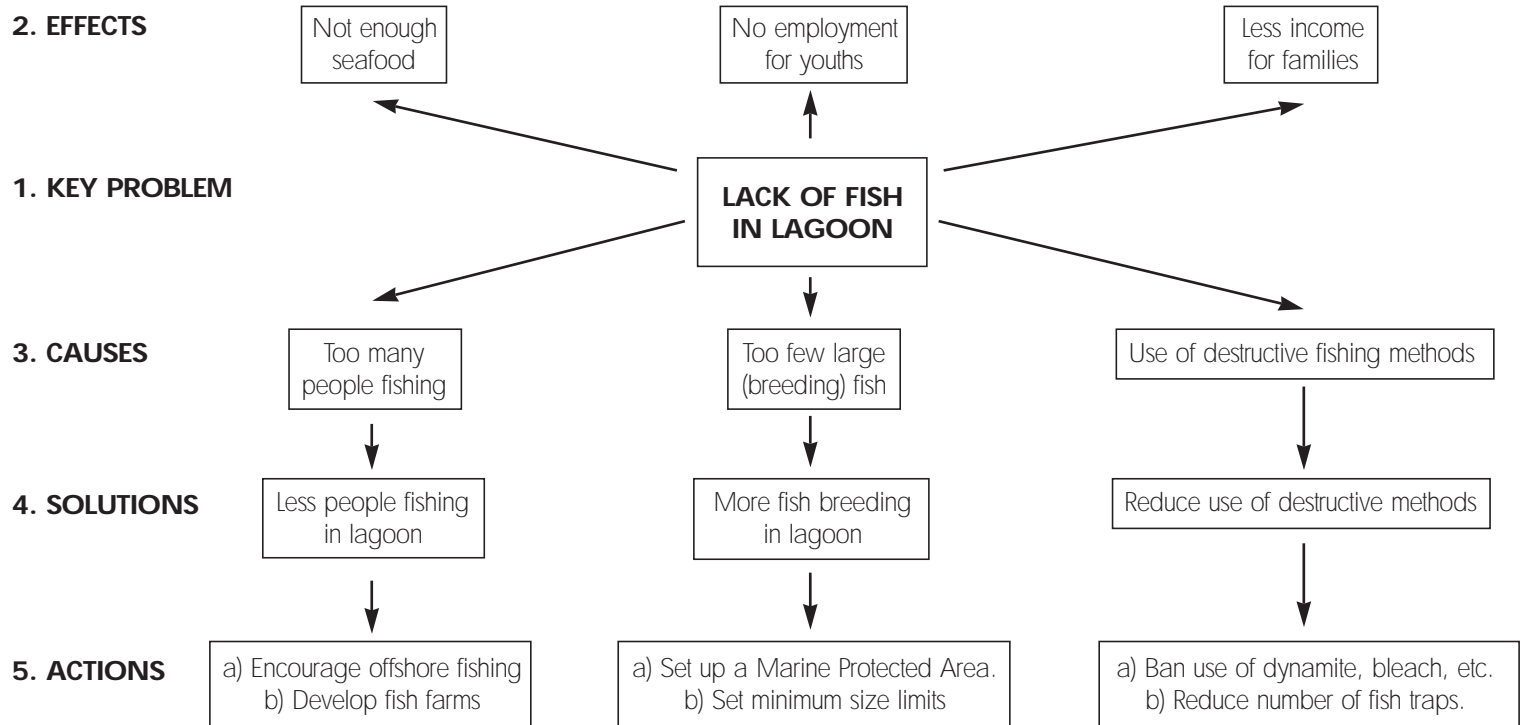 2. EFFECTS
Not enough
seafood
No employment
for youths
Less income
for families
1. KEY PROBLEM
LACK OF FISH
IN LAGOON
3. CAUSES
Too many
people fishing
Too few large
(breeding) fish
Use of destructive fishing methods
4. SOLUTIONS
Less people fishing
in lagoon
More fish breeding
in lagoon
Reduce use of destructive methods
5. ACTIONS
a) Encourage offshore fishing
b) Develop fish farms
a) Set up a Marine Protected Area.
b) Set minimum size limits
a) Ban use of dynamite, bleach, etc.
b) Reduce number of fish traps.